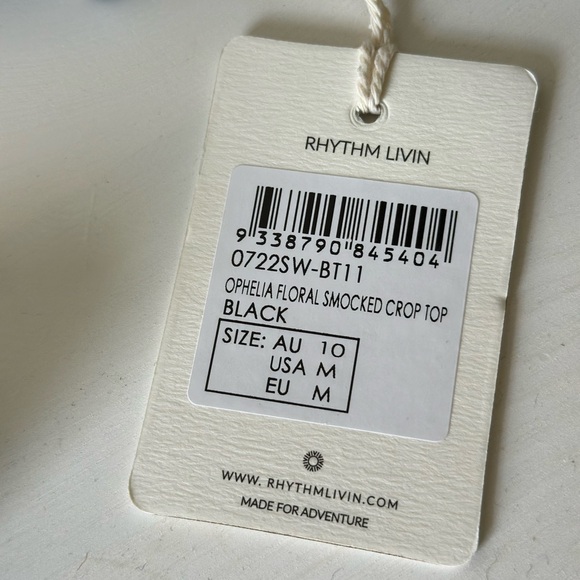 RHYTHM LIVIN
9 338790 845404
0722SW-BT11
OPHELIA FLORAL SMOCKED CROP TOP
BLACK
SIZE: AU 10
USA M
EU M
WWW.RHYTHMLIVIN.COM
MADE FOR ADVENTURE